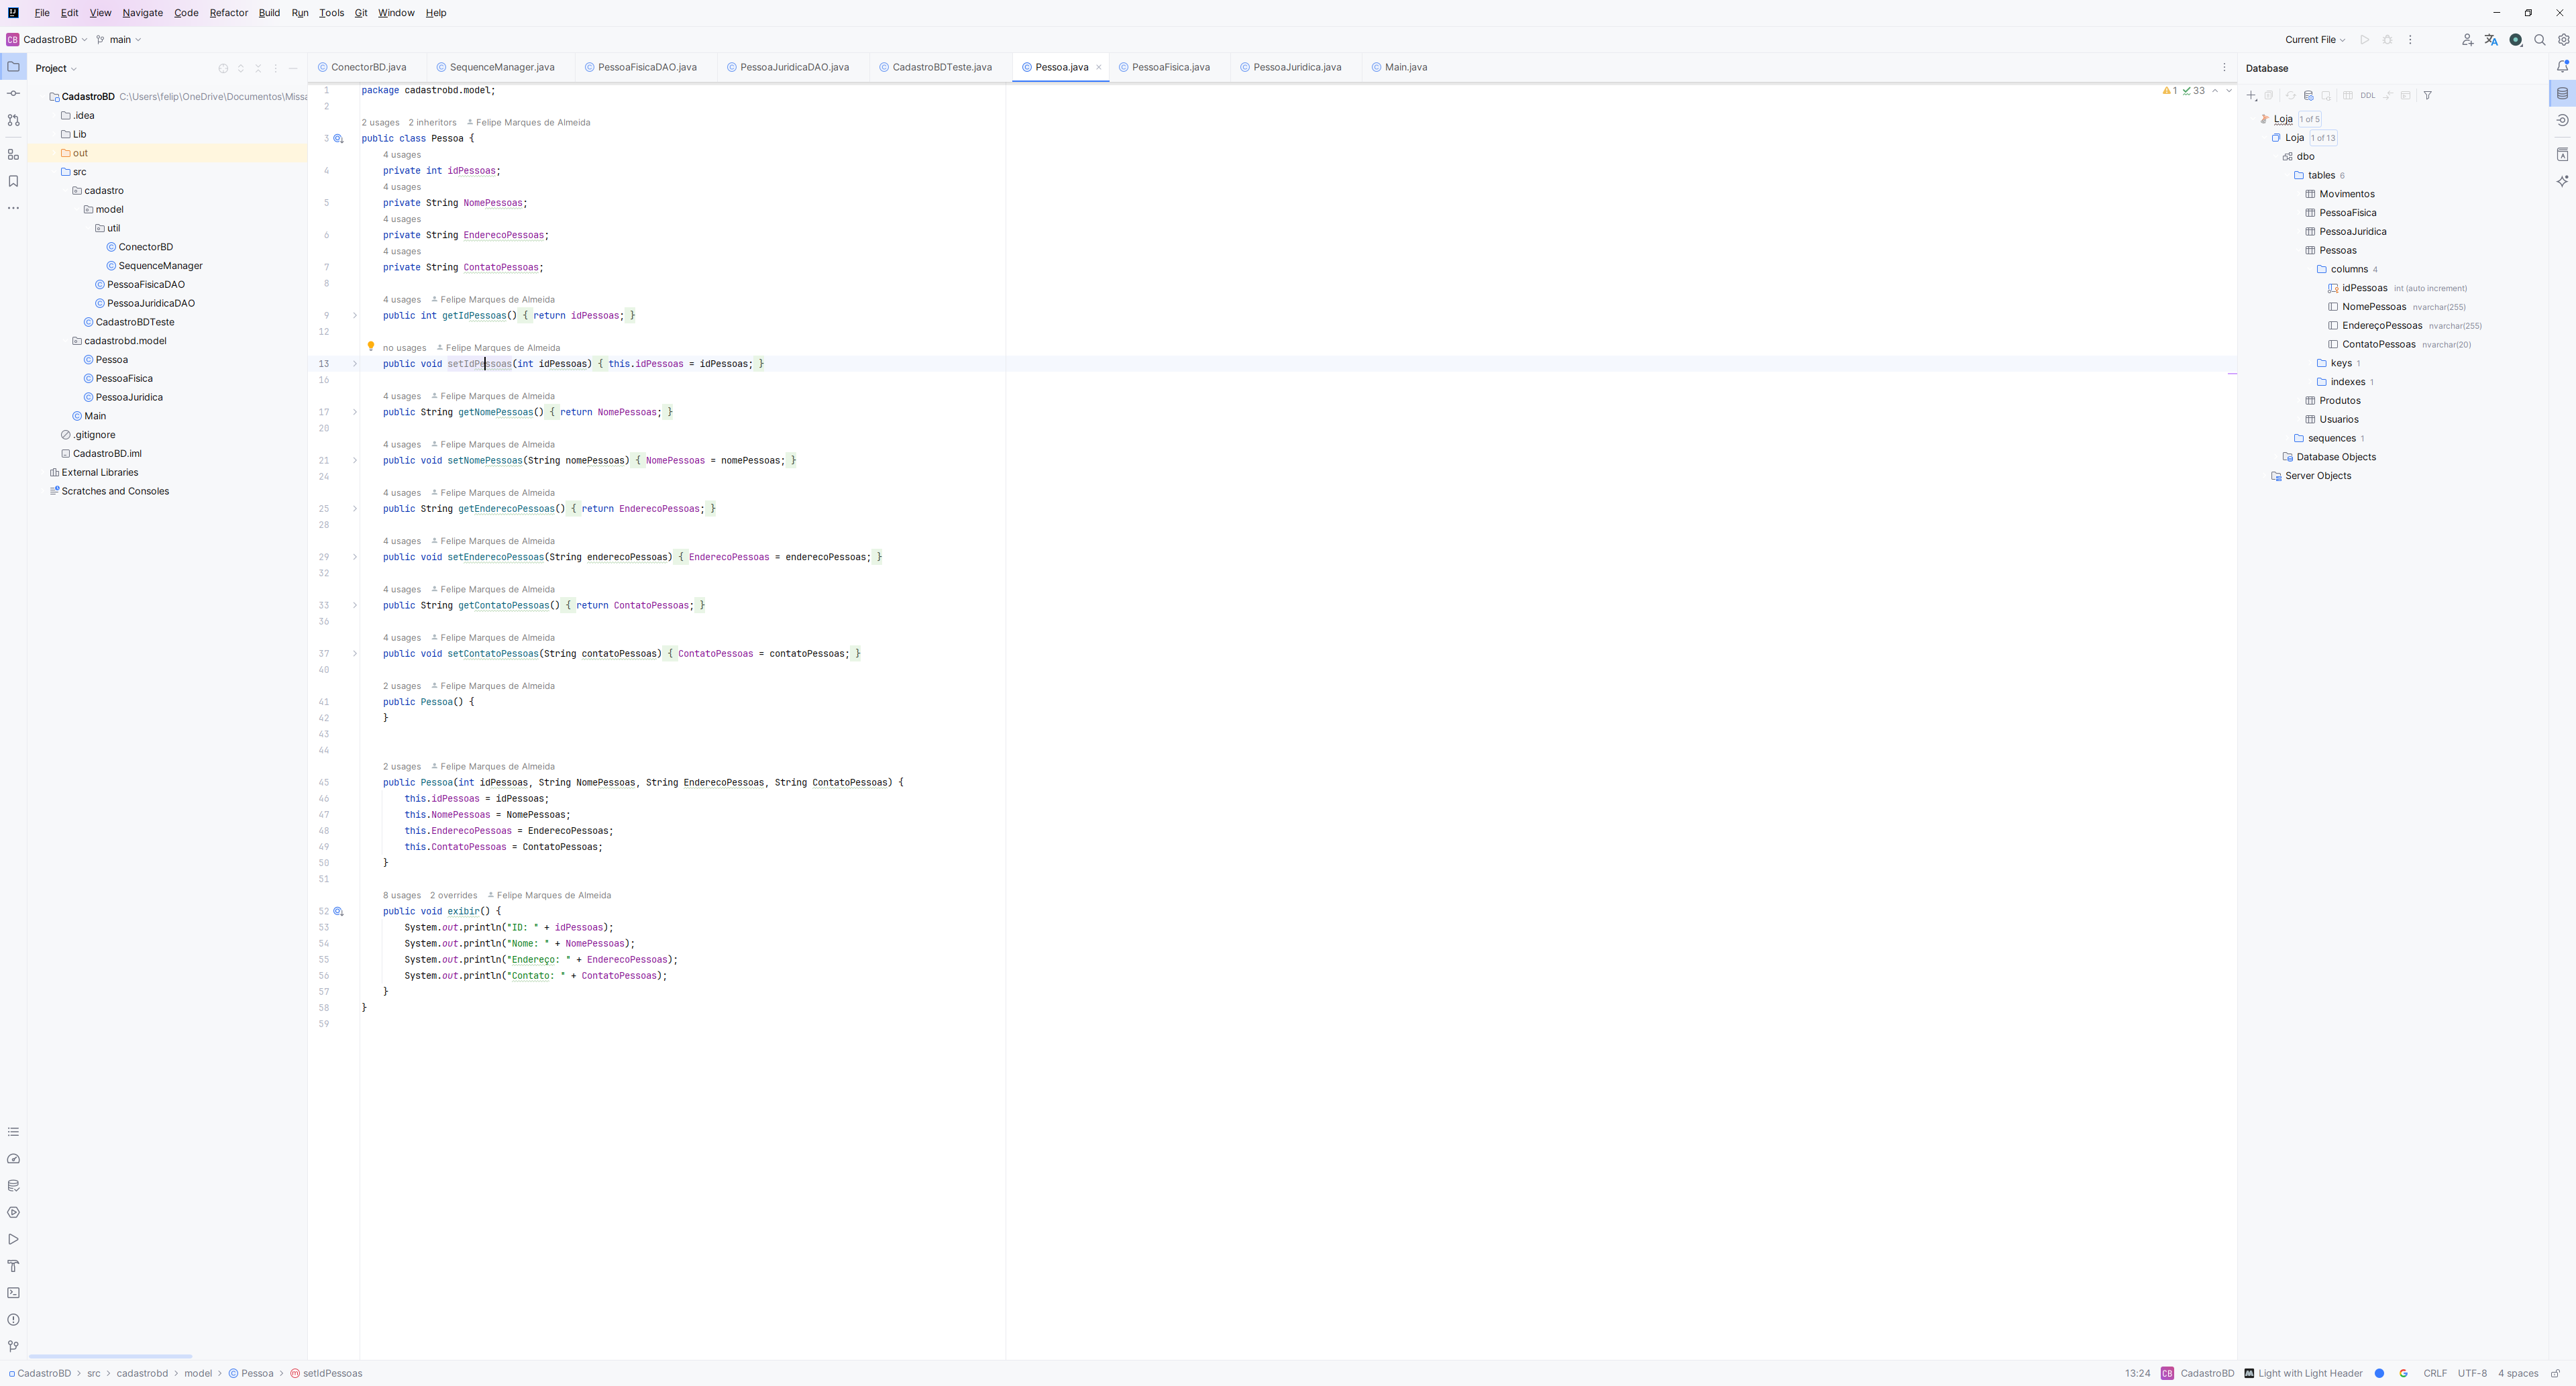 File Edit View Navigate Code Refactor Build Run Tools Git Window Help
CB CadastroBD main Current File
Project
CadastroBD C:\Users\felip\OneDrive\Documentos\Missa
.idea
Lib
out
src
cadastro
model
util
ConectorBD
SequenceManager
PessoaFisicaDAO
PessoaJuridicaDAO
CadastroBDTeste
cadastrobd.model
Pessoa
PessoaFisica
PessoaJuridica
Main
.gitignore
CadastroBD.iml
External Libraries
Scratches and Consoles
ConectorBD.java SequenceManager.java PessoaFisicaDAO.java PessoaJuridicaDAO.java CadastroBDTeste.java Pessoa.java PessoaFisica.java PessoaJuridica.java Main.java
1 33
1 package cadastrobd.model;
2
2 usages 2 inheritors Felipe Marques de Almeida
3 public class Pessoa {
4 usages
4 private int idPessoas;
4 usages
5 private String NomePessoas;
4 usages
6 private String EnderecoPessoas;
4 usages
7 private String ContatoPessoas;
8
4 usages Felipe Marques de Almeida
9 public int getIdPessoas() { return idPessoas; }
12
no usages Felipe Marques de Almeida
13 public void setIdPessoas(int idPessoas) { this.idPessoas = idPessoas; }
16
4 usages Felipe Marques de Almeida
17 public String getNomePessoas() { return NomePessoas; }
20
4 usages Felipe Marques de Almeida
21 public void setNomePessoas(String nomePessoas) { NomePessoas = nomePessoas; }
24
4 usages Felipe Marques de Almeida
25 public String getEnderecoPessoas() { return EnderecoPessoas; }
28
4 usages Felipe Marques de Almeida
29 public void setEnderecoPessoas(String enderecoPessoas) { EnderecoPessoas = enderecoPessoas; }
32
4 usages Felipe Marques de Almeida
33 public String getContatoPessoas() { return ContatoPessoas; }
36
4 usages Felipe Marques de Almeida
37 public void setContatoPessoas(String contatoPessoas) { ContatoPessoas = contatoPessoas; }
40
2 usages Felipe Marques de Almeida
41 public Pessoa() {
42 }
43
44
2 usages Felipe Marques de Almeida
45 public Pessoa(int idPessoas, String NomePessoas, String EnderecoPessoas, String ContatoPessoas) {
46 this.idPessoas = idPessoas;
47 this.NomePessoas = NomePessoas;
48 this.EnderecoPessoas = EnderecoPessoas;
49 this.ContatoPessoas = ContatoPessoas;
50 }
51
8 usages 2 overrides Felipe Marques de Almeida
52 public void exibir() {
53 System.out.println("ID: " + idPessoas);
54 System.out.println("Nome: " + NomePessoas);
55 System.out.println("Endereço: " + EnderecoPessoas);
56 System.out.println("Contato: " + ContatoPessoas);
57 }
58 }
59
Database
DDL
Loja 1 of 5
Loja 1 of 13
dbo
tables 6
Movimentos
PessoaFisica
PessoaJuridica
Pessoas
columns 4
idPessoas int (auto increment)
NomePessoas nvarchar(255)
EndereçoPessoas nvarchar(255)
ContatoPessoas nvarchar(20)
keys 1
indexes 1
Produtos
Usuarios
sequences 1
Database Objects
Server Objects
CadastroBD > src > cadastrobd > model > Pessoa > setIdPessoas
13:24 CB CadastroBD Light with Light Header CRLF UTF-8 4 spaces